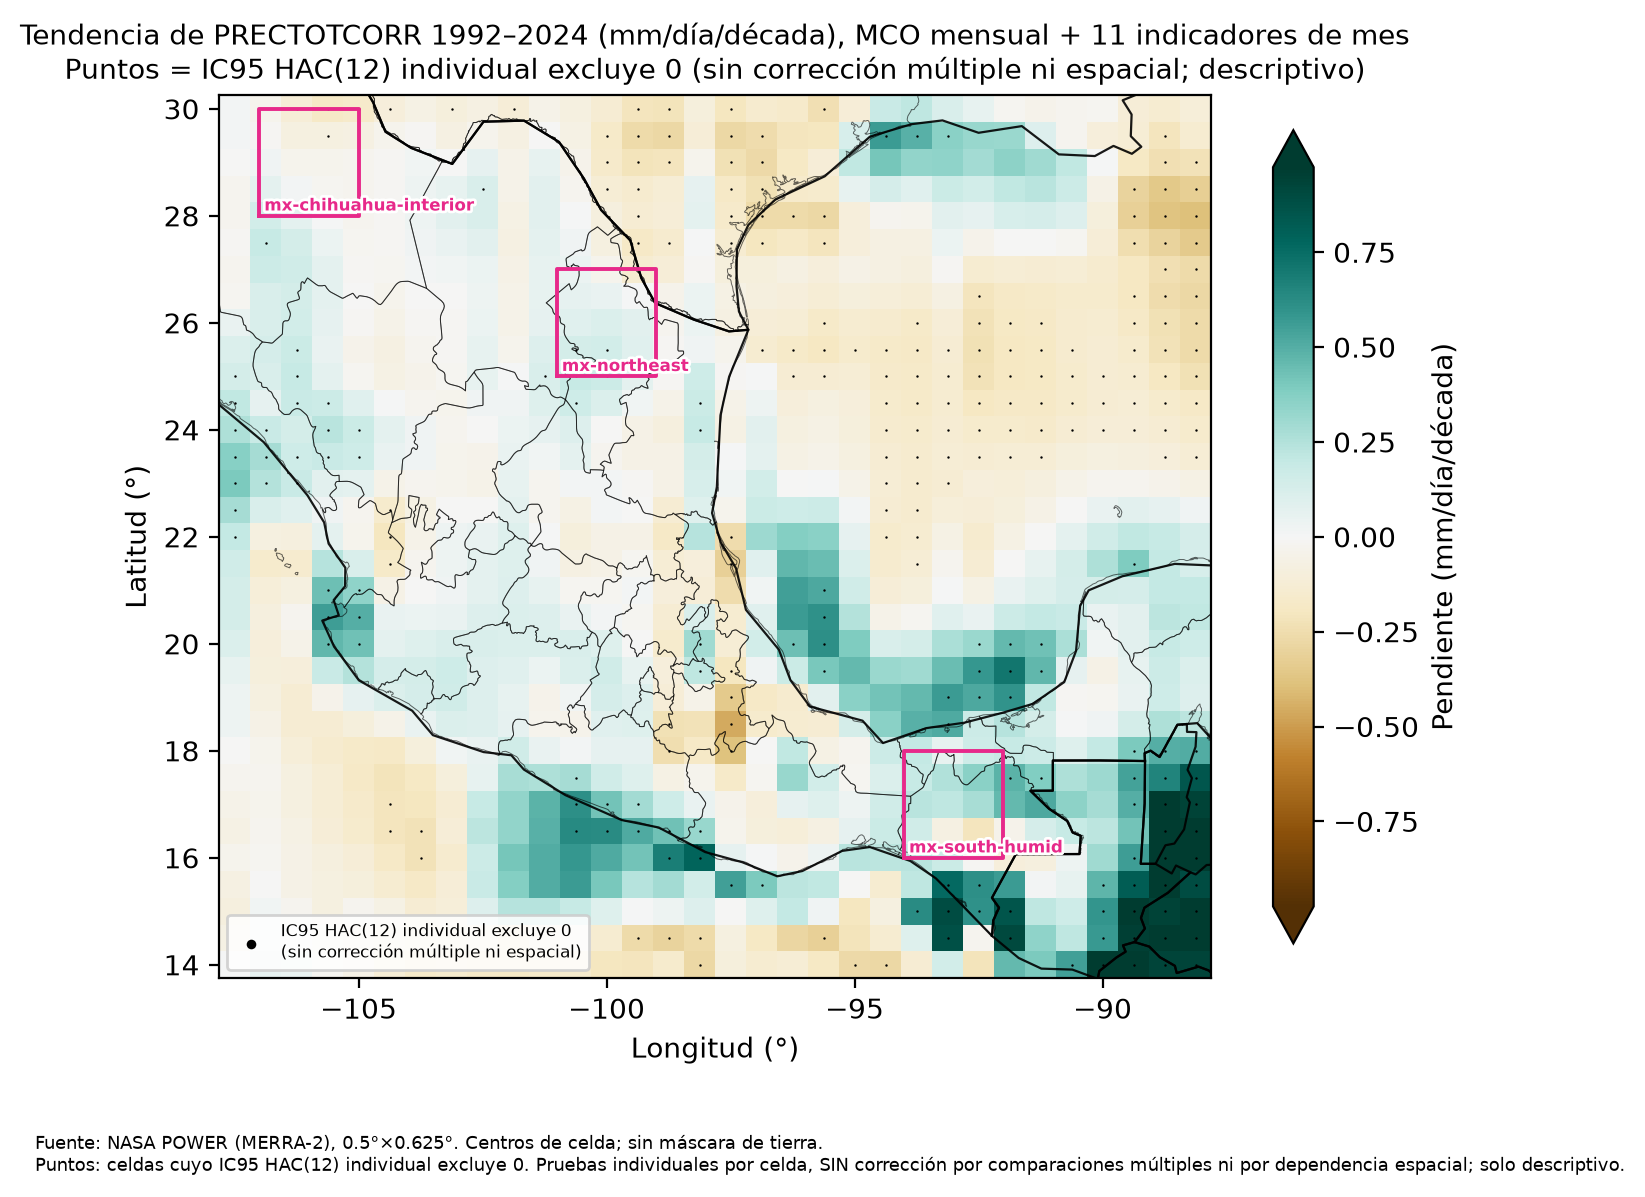 Tendencia de PRECTOTCORR 1992–2024 (mm/día/década), MCO mensual + 11 indicadores de mes
Puntos = IC95 HAC(12) individual excluye 0 (sin corrección múltiple ni espacial; descriptivo)
30
28
26
24
22
20
18
16
14
Latitud (°)
mx-chihuahua-interior
mx-northeast
mx-south-humid
IC95 HAC(12) individual excluye 0
(sin corrección múltiple ni espacial)
−105
−100
−95
−90
Longitud (°)
0.75
0.50
0.25
0.00
−0.25
−0.50
−0.75
Pendiente (mm/día/década)
Fuente: NASA POWER (MERRA-2), 0.5°×0.625°. Centros de celda; sin máscara de tierra.
Puntos: celdas cuyo IC95 HAC(12) individual excluye 0. Pruebas individuales por celda, SIN corrección por comparaciones múltiples ni por dependencia espacial; solo descriptivo.